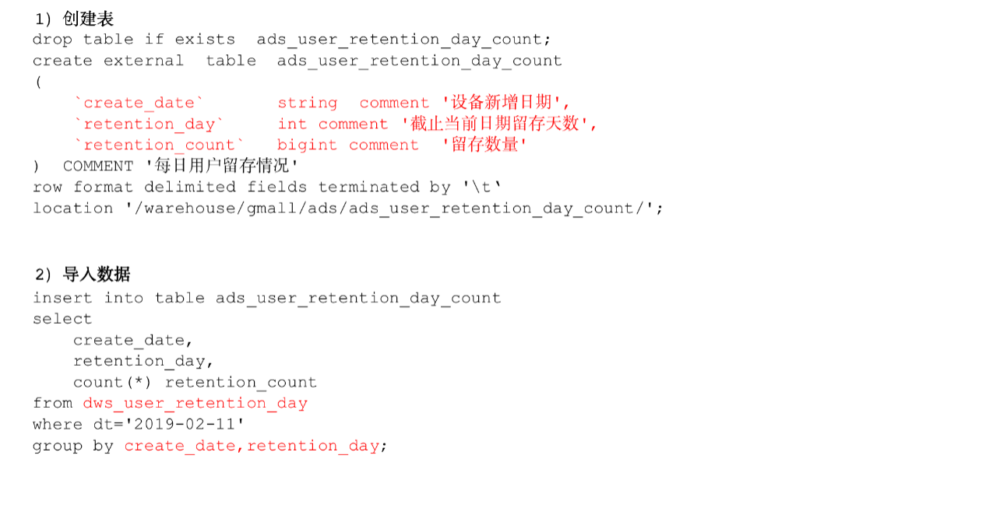 1) 创建表
drop table if exists  ads_user_retention_day_count;
create external  table  ads_user_retention_day_count
(
    `create_date`       string  comment '设备新增日期',
    `retention_day`     int comment '截止当前日期留存天数',
    `retention_count`   bigint comment  '留存数量'
)  COMMENT '每日用户留存情况'
row format delimited fields terminated by '\t‘
location '/warehouse/gmall/ads/ads_user_retention_day_count/';
2) 导入数据
insert into table ads_user_retention_day_count
select
    create_date,
    retention_day,
    count(*) retention_count
from dws_user_retention_day
where dt='2019-02-11'
group by create_date,retention_day;